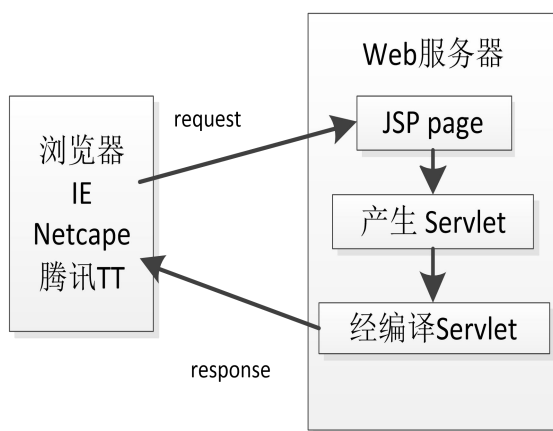 Web服务器
request
JSP page
浏览器
IE
Netcape
腾讯TT
产生 Servlet
经编译Servlet
response